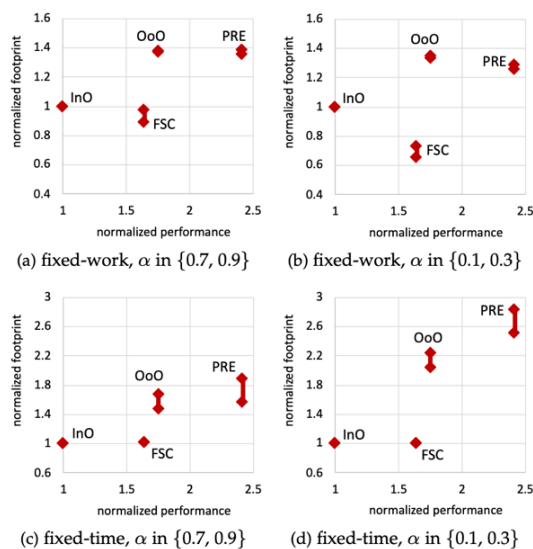 normalized footprint
1.6
1.4
1.2
1
0.8
0.6
0.4
OoO
PRE
InO
FSC
1
1.5
2
2.5
normalized performance
(a) fixed-work, α in {0.7, 0.9}
normalized footprint
1.6
1.4
1.2
1
0.8
0.6
0.4
OoO
PRE
InO
FSC
1
1.5
2
2.5
normalized performance
(b) fixed-work, α in {0.1, 0.3}
normalized footprint
3
2.6
2.2
1.8
1.4
1
0.6
OoO
PRE
InO
FSC
1
1.5
2
2.5
normalized performance
(c) fixed-time, α in {0.7, 0.9}
normalized footprint
3
2.6
2.2
1.8
1.4
1
0.6
PRE
OoO
InO
FSC
1
1.5
2
2.5
normalized performance
(d) fixed-time, α in {0.1, 0.3}